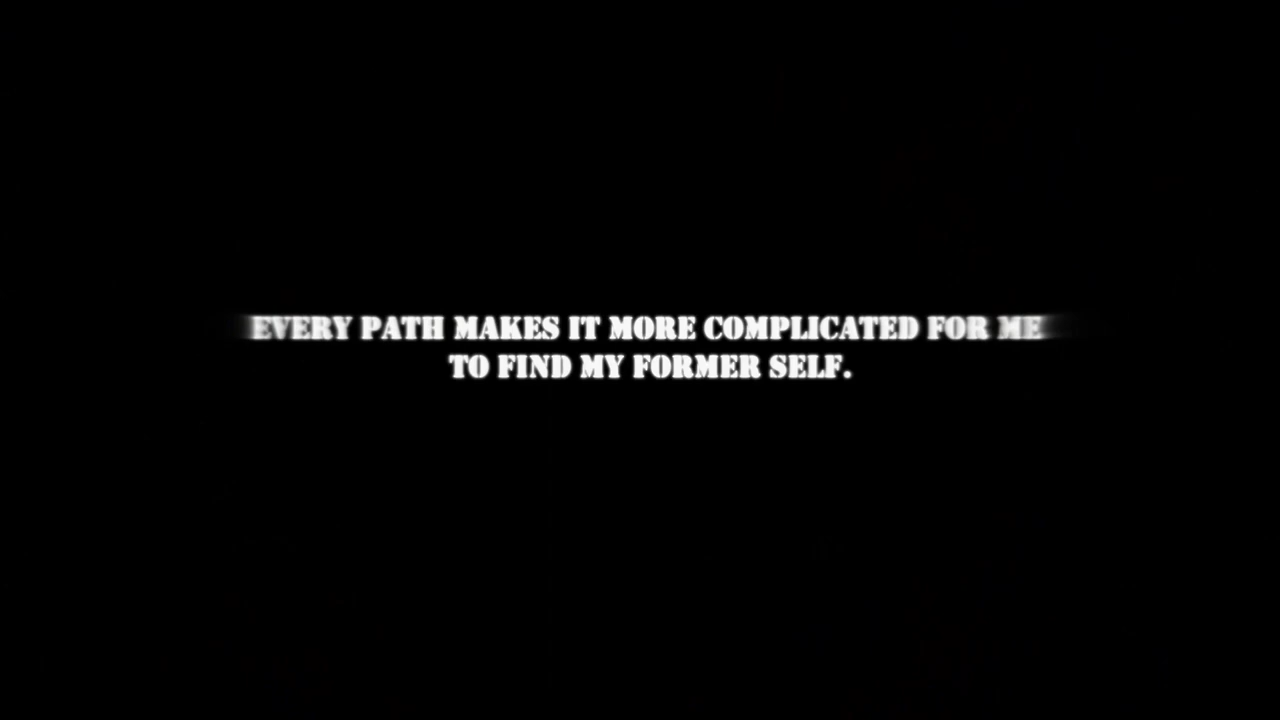 EVERY PATH MAKES IT MORE COMPLICATED FOR ME
TO FIND MY FORMER SELF.